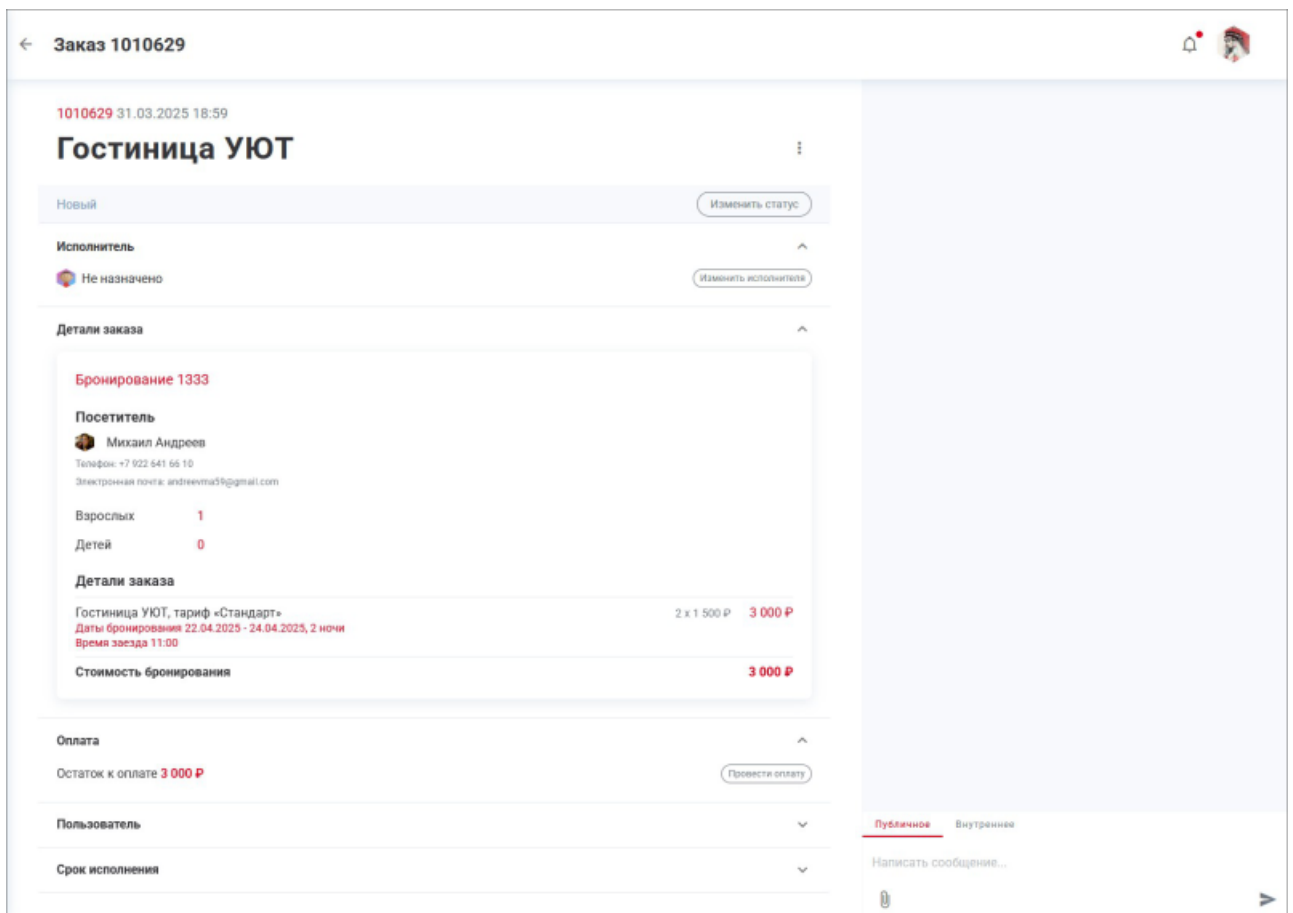 Заказ 1010629
1010629 31.03.2025 18:59
Гостиница УЮТ
Новый
Изменить статус
Исполнитель
Не назначено
Изменить исполнителя
Детали заказа
Бронирование 1333
Посетитель
Михаил Андреев
Телефон: +7 922 641 66 10
Электронная почта: andreevma59@gmail.com
Взрослых 1
Детей 0
Детали заказа
Гостиница УЮТ, тариф «Стандарт» 2 x 1 500 ₽ 3 000 ₽
Даты бронирования 22.04.2025 - 24.04.2025, 2 ночи
Время заезда 11:00
Стоимость бронирования 3 000 ₽
Оплата
Остаток к оплате 3 000 ₽
Провести оплату
Пользователь
Срок исполнения
Публичное Внутреннее
Написать сообщение...